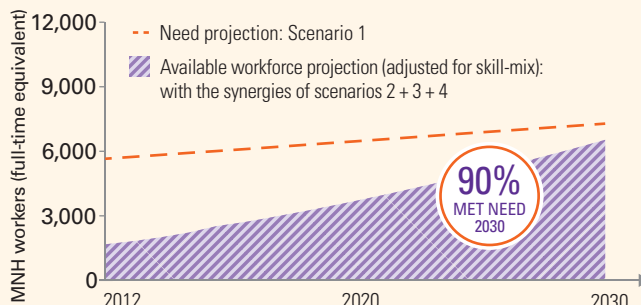 MNH workers (full-time equivalent)
12,000
9,000
6,000
3,000
0
Need projection: Scenario 1
Available workforce projection (adjusted for skill-mix):
with the synergies of scenarios 2 + 3 + 4
90%
MET NEED
2030
2012
2020
2030